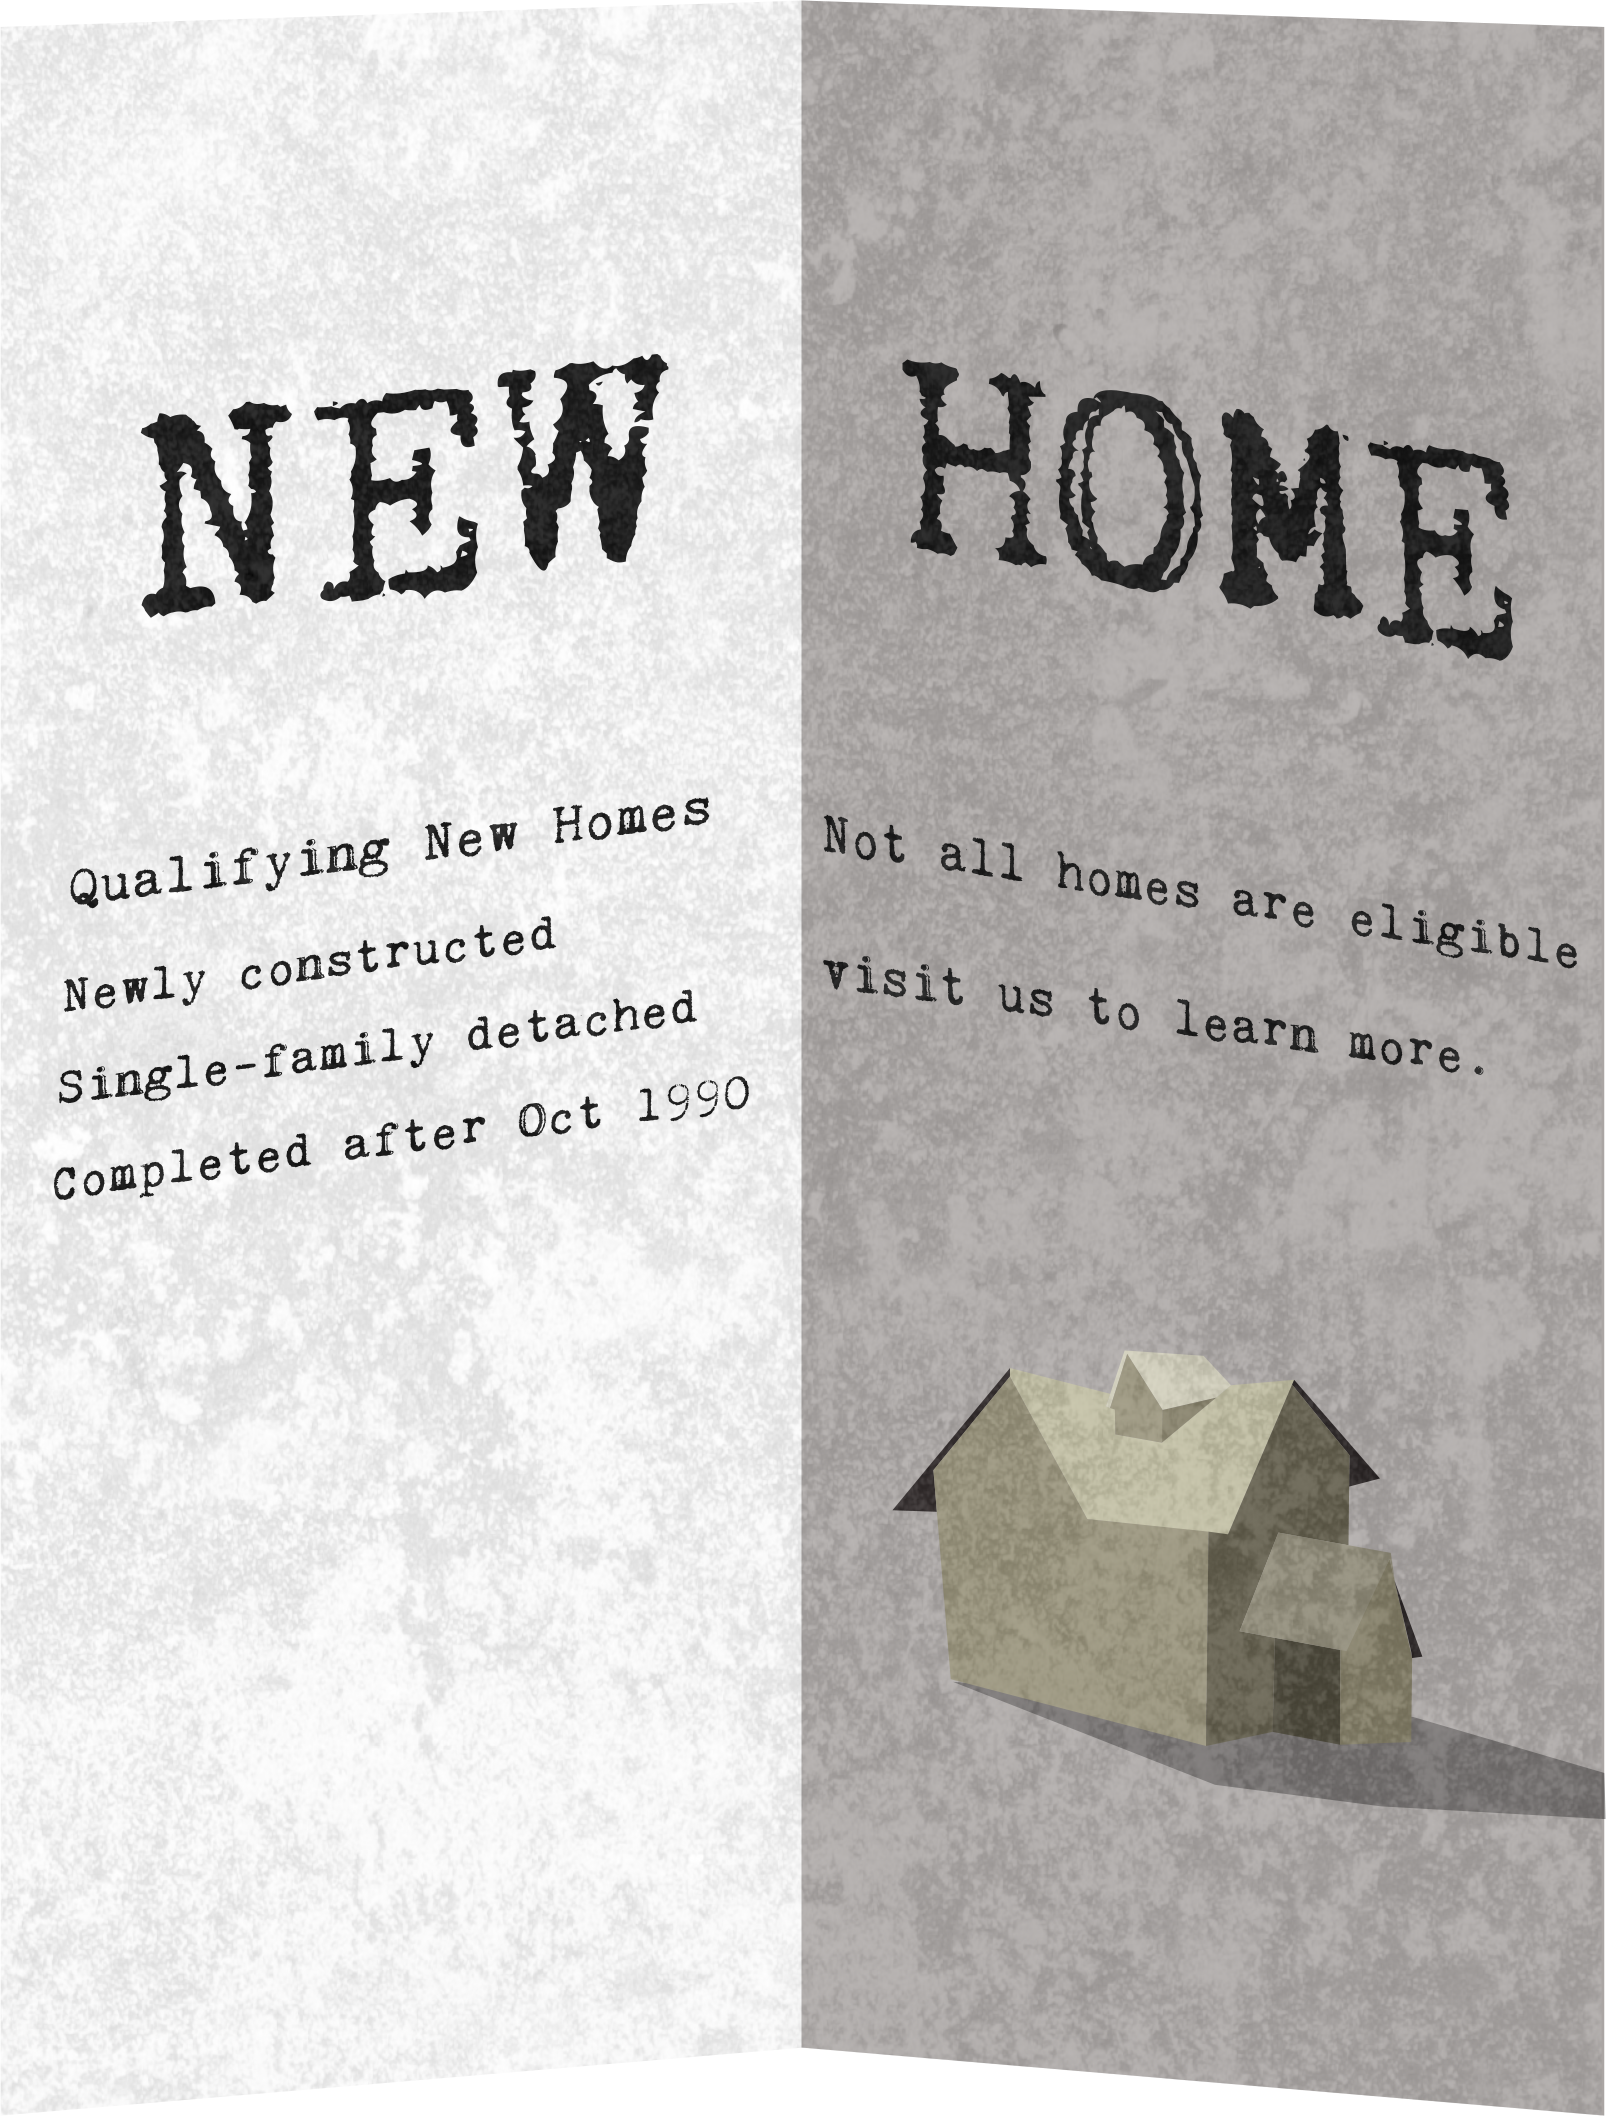 NEW
Qualifying New Homes
Newly constructed
Single-family detached
Completed after Oct 1990
HOME
Not all homes are eligible
visit us to learn more.